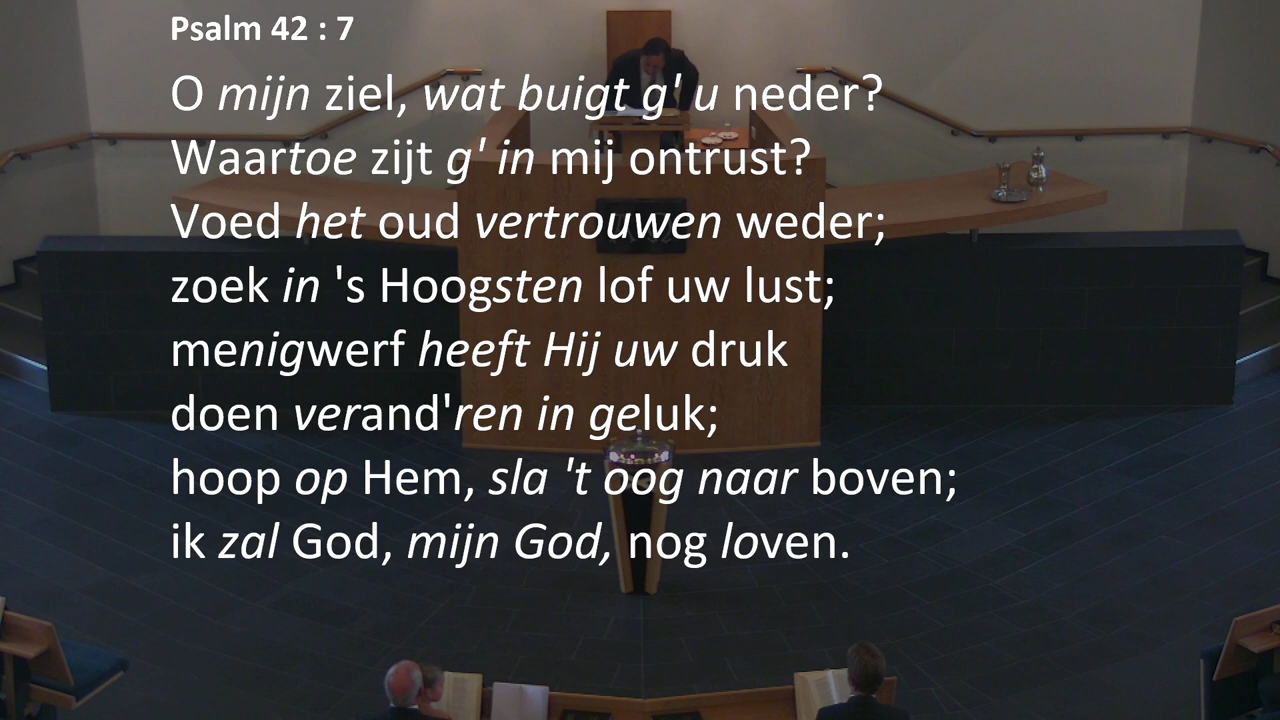 Psalm 42 : 7
O mijn ziel, wat buigt g' u neder?
Waartoe zijt g' in mij ontrust?
Voed het oud vertrouwen weder;
zoek in 's Hoogsten lof uw lust;
menigwerf heeft Hij uw druk
doen verand'ren in geluk;
hoop op Hem, sla 't oog naar boven;
ik zal God, mijn God, nog loven.